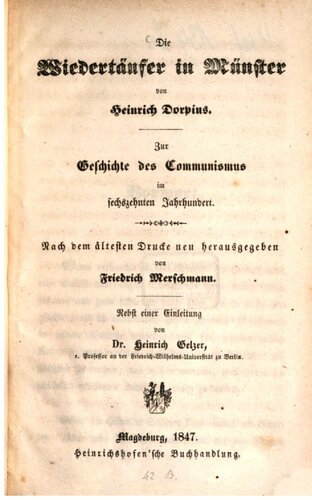 Die
Wiedertäufer in Münster
von
Heinrich Dorpius.
Zur
Geschichte des Communismus
im
sechszehnten Jahrhundert.
Nach dem ältesten Drucke neu herausgegeben
von
Friedrich Merschmann.
Nebst einer Einleitung
von
Dr. Heinrich Gelzer,
o. Professor an der Friedrich-Wilhelms-Universität zu Berlin.
Magdeburg, 1847.
Heinrichshofen'sche Buchhandlung.
42 B.